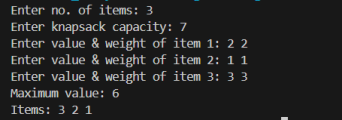 Enter no. of items: 3
Enter knapsack capacity: 7
Enter value & weight of item 1: 2 2
Enter value & weight of item 2: 1 1
Enter value & weight of item 3: 3 3
Maximum value: 6
Items: 3 2 1